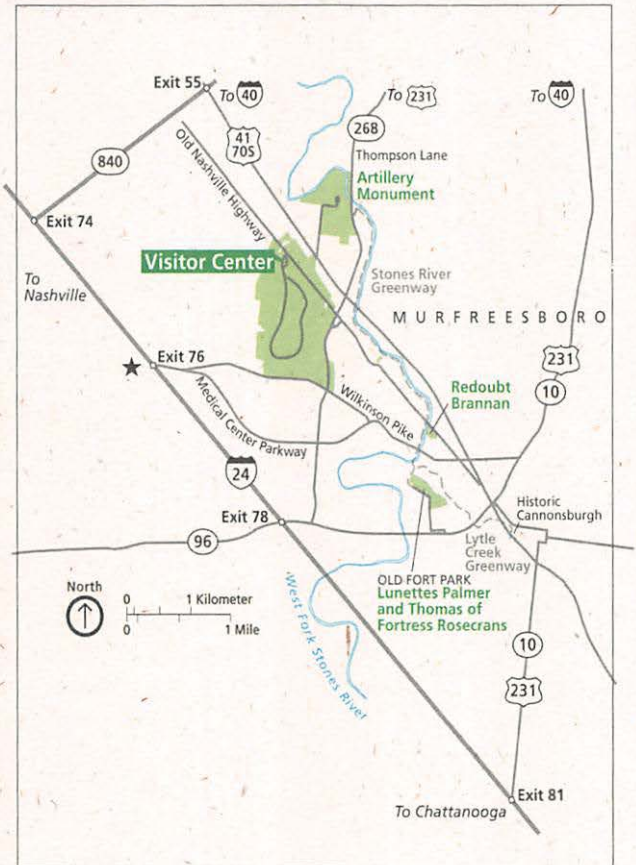 Exit 55
To 40
To 231
To 40
41
70S
268
840
Old Nashville Highway
Thompson Lane
Artillery
Monument
Exit 74
Visitor Center
To
Nashville
Stones River
Greenway
MURFREESBORO
231
10
Exit 76
Redoubt
Brannan
Wilkinson Pike
Medical Center Parkway
24
Exit 78
Historic
Cannonsburgh
96
Lytle
Creek
Greenway
OLD FORT PARK
Lunettes Palmer
and Thomas of
Fortress Rosecrans
North
0 1 Kilometer
0 1 Mile
West Fork Stones River
10
231
Exit 81
To Chattanooga